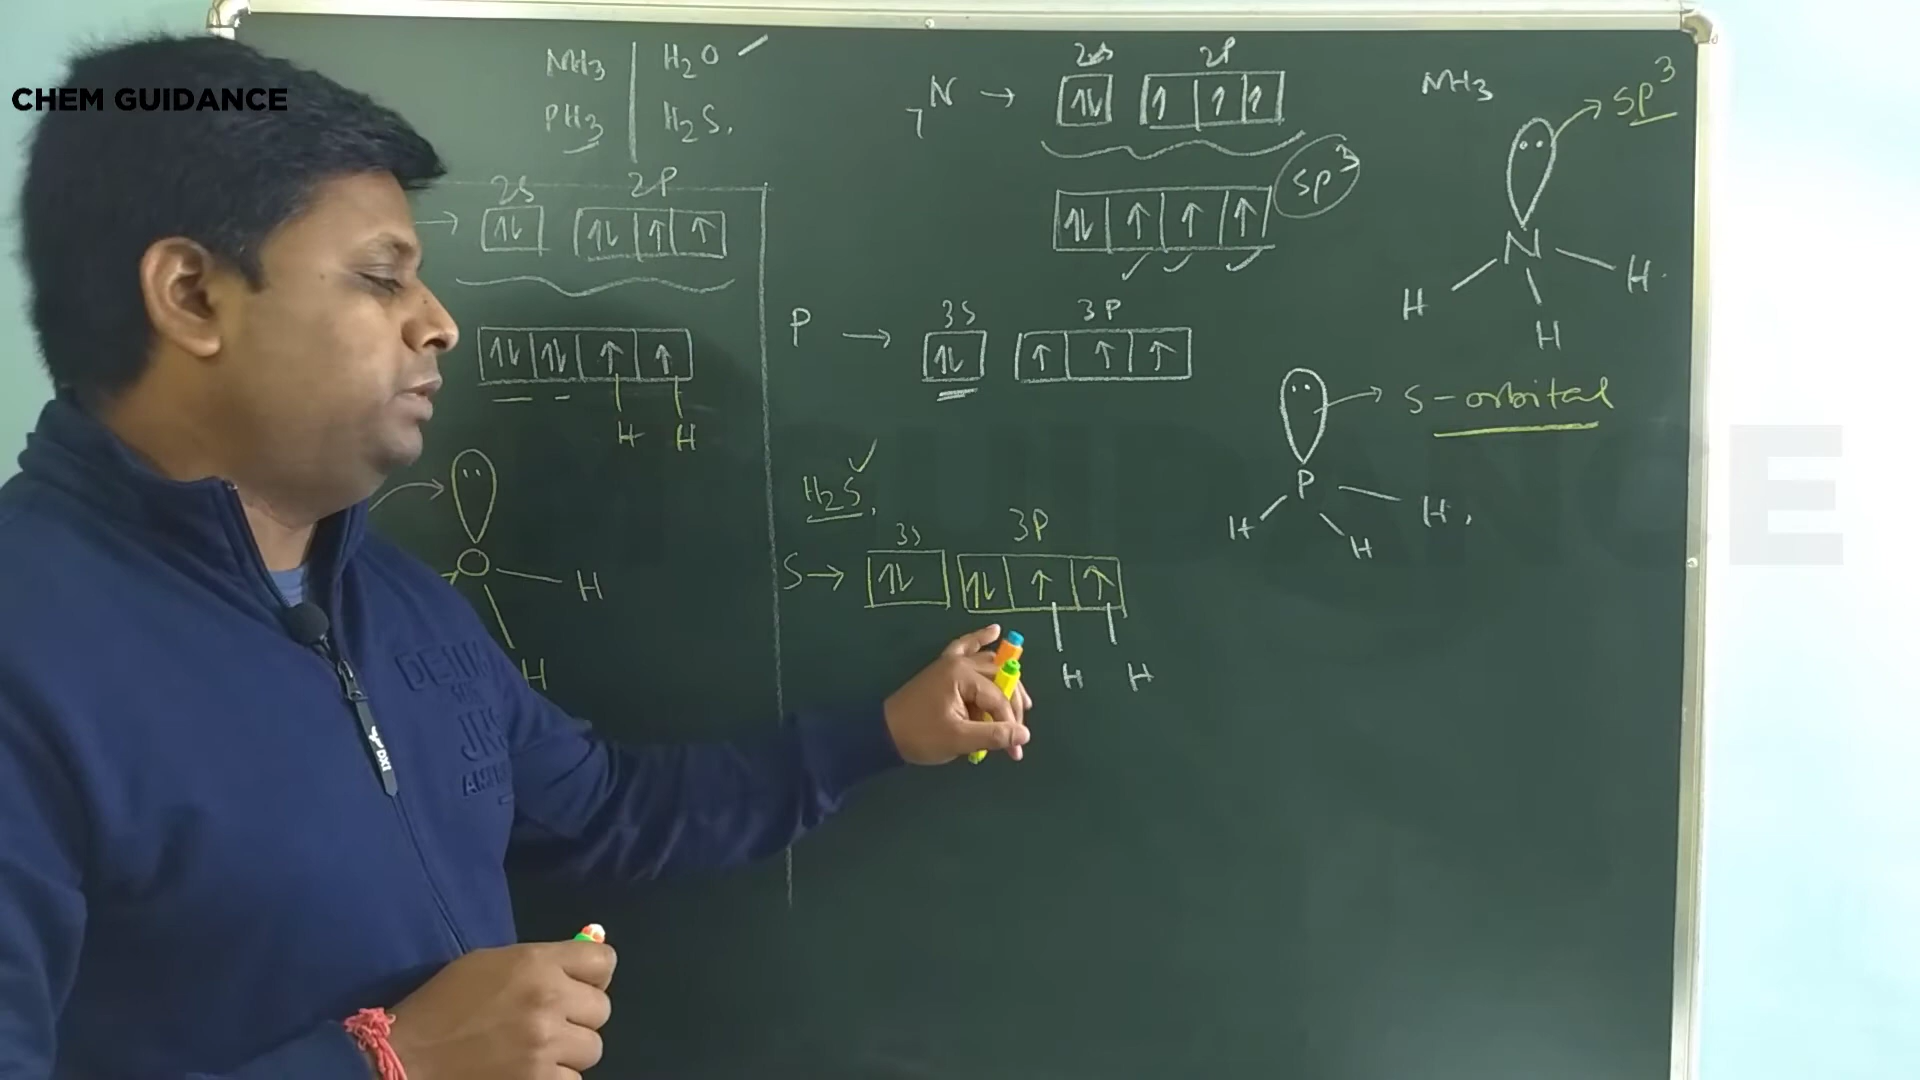 CHEM GUIDANCE
NH3 H2O
PH3 H2S.
2S 2P
→ ↑↓ ↑↓ ↑ ↑
↑↓ ↑↓ ↑ ↑
H H
O H
H
7N → 2s 2P
↑↓ ↑ ↑ ↑
sp3
↑↓ ↑ ↑ ↑
P → 3S 3P
↑↓ ↑ ↑ ↑
H2S.
3s 3P
S → ↑↓ ↑↓ ↑ ↑
H H
NH3
→ SP3
N
H H H.
→ S-orbital
P
H H H.
GUIDANCE